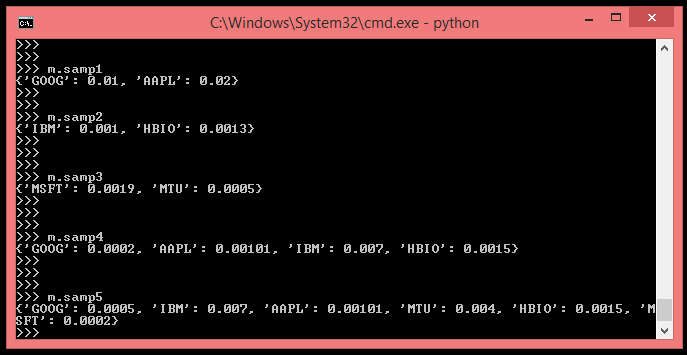 C:\Windows\System32\cmd.exe - python
>>>
>>>
>>> m.samp1
{'GOOG': 0.01, 'AAPL': 0.02}
>>>
>>>
>>> m.samp2
{'IBM': 0.001, 'HBIO': 0.0013}
>>>
>>>
>>>
>>> m.samp3
{'MSFT': 0.0019, 'MTU': 0.0005}
>>>
>>>
>>>
>>> m.samp4
{'GOOG': 0.0002, 'AAPL': 0.00101, 'IBM': 0.007, 'HBIO': 0.0015}
>>>
>>>
>>>
>>> m.samp5
{'GOOG': 0.0005, 'IBM': 0.007, 'AAPL': 0.00101, 'MTU': 0.004, 'HBIO': 0.0015, 'M
SFT': 0.0002}
>>>